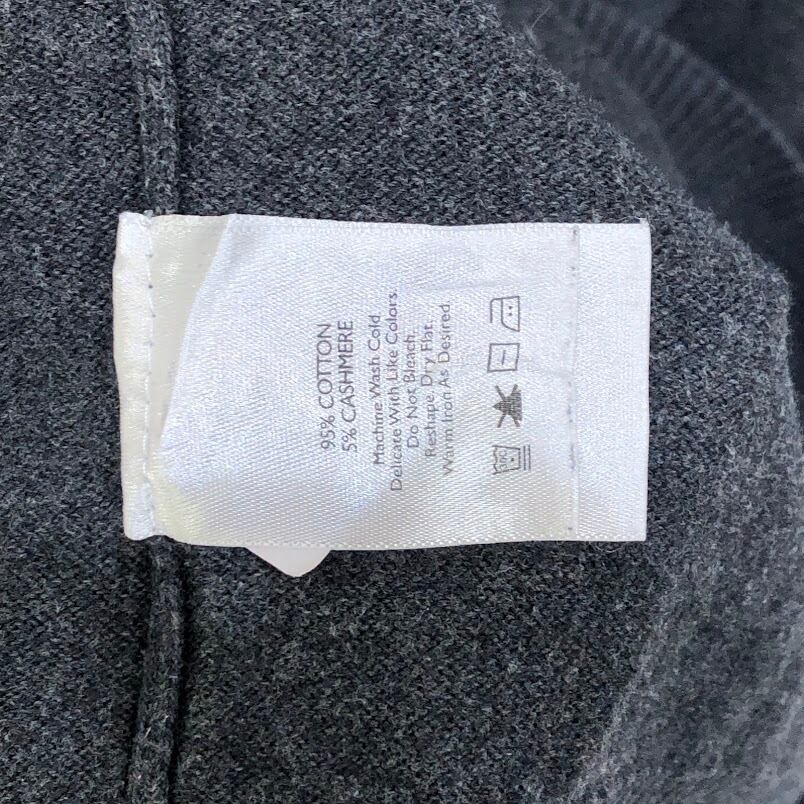 95% COTTON
5% CASHMERE
Machine Wash Cold
Delicate With Like Colors.
Do Not Bleach.
Reshape. Dry Flat.
Warm Iron As Desired.
30C